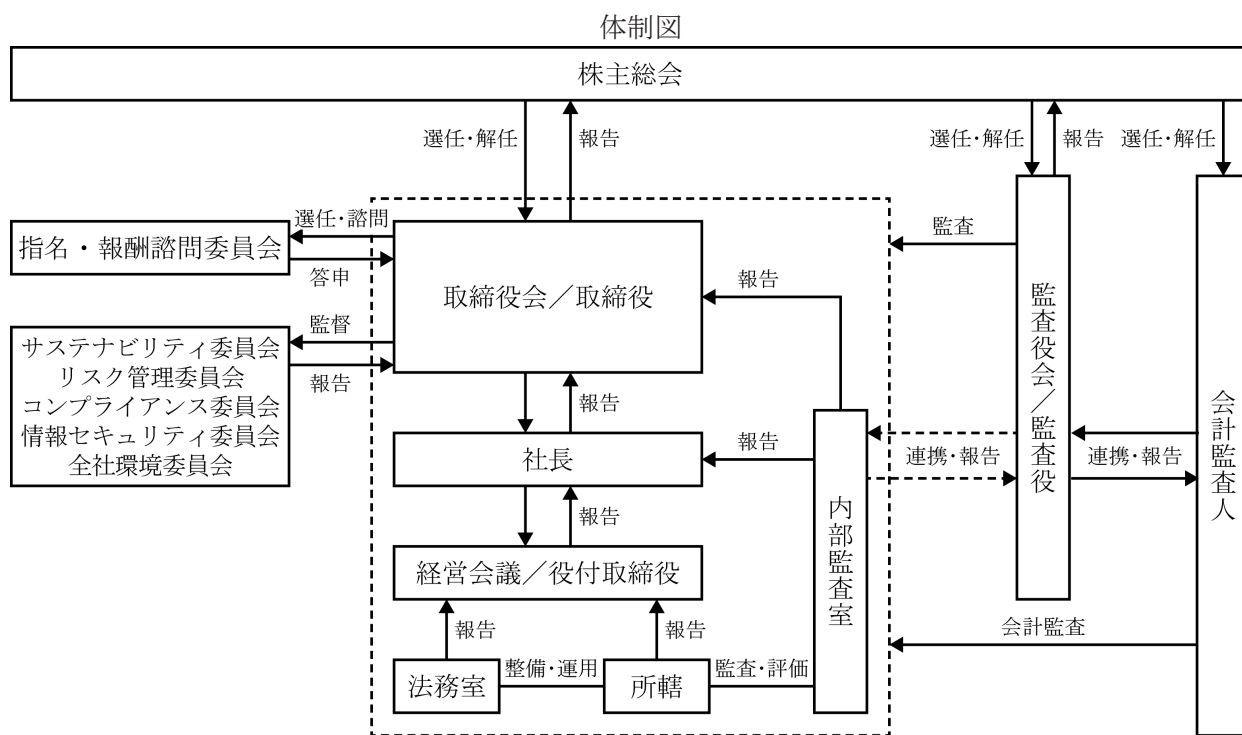 体制図
株主総会
選任・解任
報告
選任・解任
報告
選任・解任
選任・諮問
指名・報酬諮問委員会
答申
監督
サステナビリティ委員会
リスク管理委員会
コンプライアンス委員会
情報セキュリティ委員会
全社環境委員会
報告
取締役会／取締役
報告
報告
社長
報告
報告
経営会議／役付取締役
報告
報告
法務室
整備・運用
所轄
監査・評価
内部監査室
監査
連携・報告
監査役会／監査役
連携・報告
会計監査
会計監査人